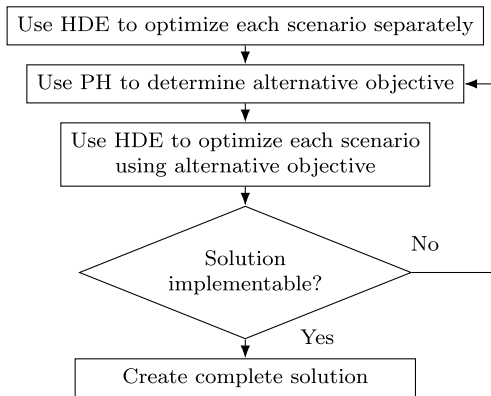 Use HDE to optimize each scenario separately
Use PH to determine alternative objective
Use HDE to optimize each scenario
using alternative objective
Solution
implementable?
No
Yes
Create complete solution